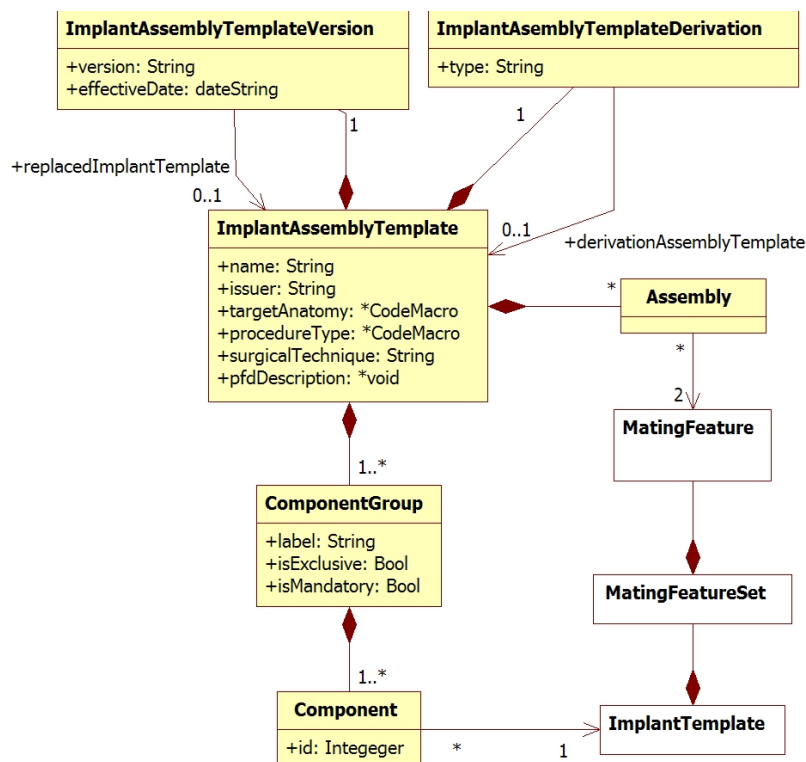 ImplantAssemblyTemplateVersion
+version: String
+effectiveDate: dateString
ImplantAsemblyTemplateDerivation
+type: String
1
1
+replacedImplantTemplate
0..1
0..1
+derivationAssemblyTemplate
ImplantAssemblyTemplate
+name: String
+issuer: String
+targetAnatomy: *CodeMacro
+procedureType: *CodeMacro
+surgicalTechnique: String
+pfdDescription: *void
*
Assembly
*
2
MatingFeature
1..*
ComponentGroup
+label: String
+isExclusive: Bool
+isMandatory: Bool
MatingFeatureSet
1..*
Component
+id: Integeger
*
1
ImplantTemplate